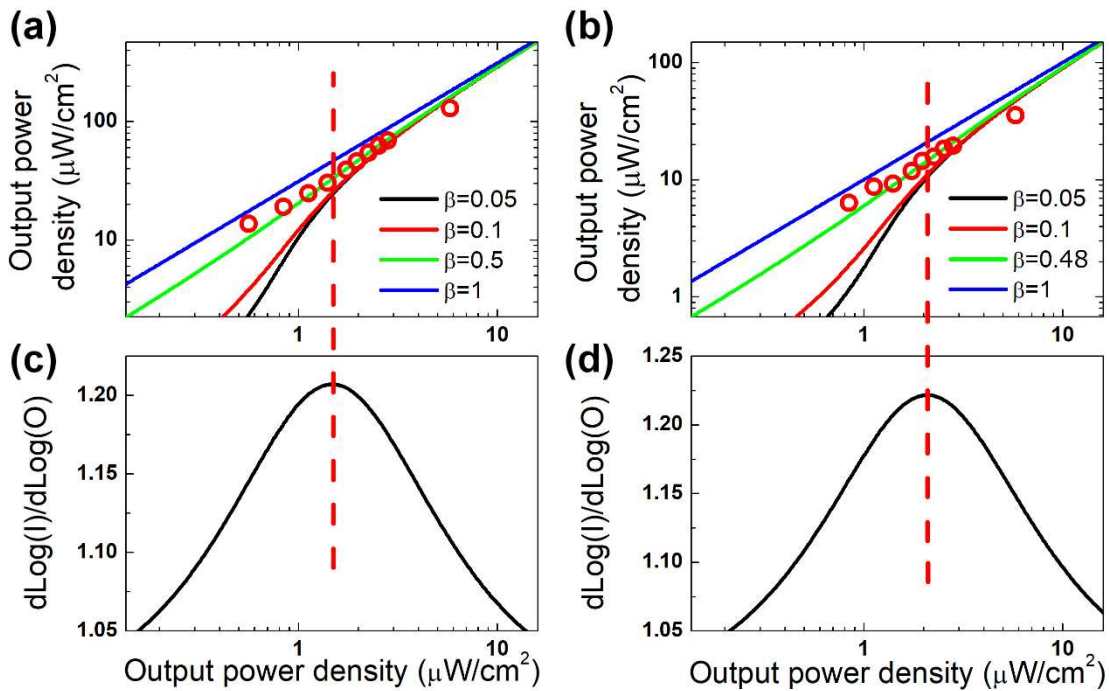 (a)
Output power
density (μW/cm²)
100
10
β=0.05
β=0.1
β=0.5
β=1
1
10
(b)
Output power
density (μW/cm²)
100
10
1
β=0.05
β=0.1
β=0.48
β=1
1
10
(c)
dLog(I)/dLog(O)
1.20
1.15
1.10
1.05
1
10
Output power density (μW/cm²)
(d)
dLog(I)/dLog(O)
1.25
1.20
1.15
1.10
1.05
1
10
Output power density (μW/cm²)